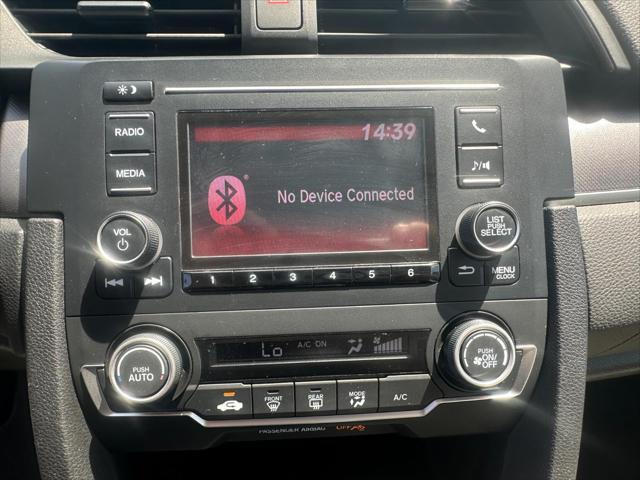 RADIO
14:39
MEDIA
No Device Connected
VOL
LIST
PUSH
SELECT
MENU
CLOCK
1 2 3 4 5 6
Lo A/C ON
PUSH
AUTO
PUSH
ON/
OFF
FRONT
REAR
MODE
A/C
PASSENGER AIRBAG OFF